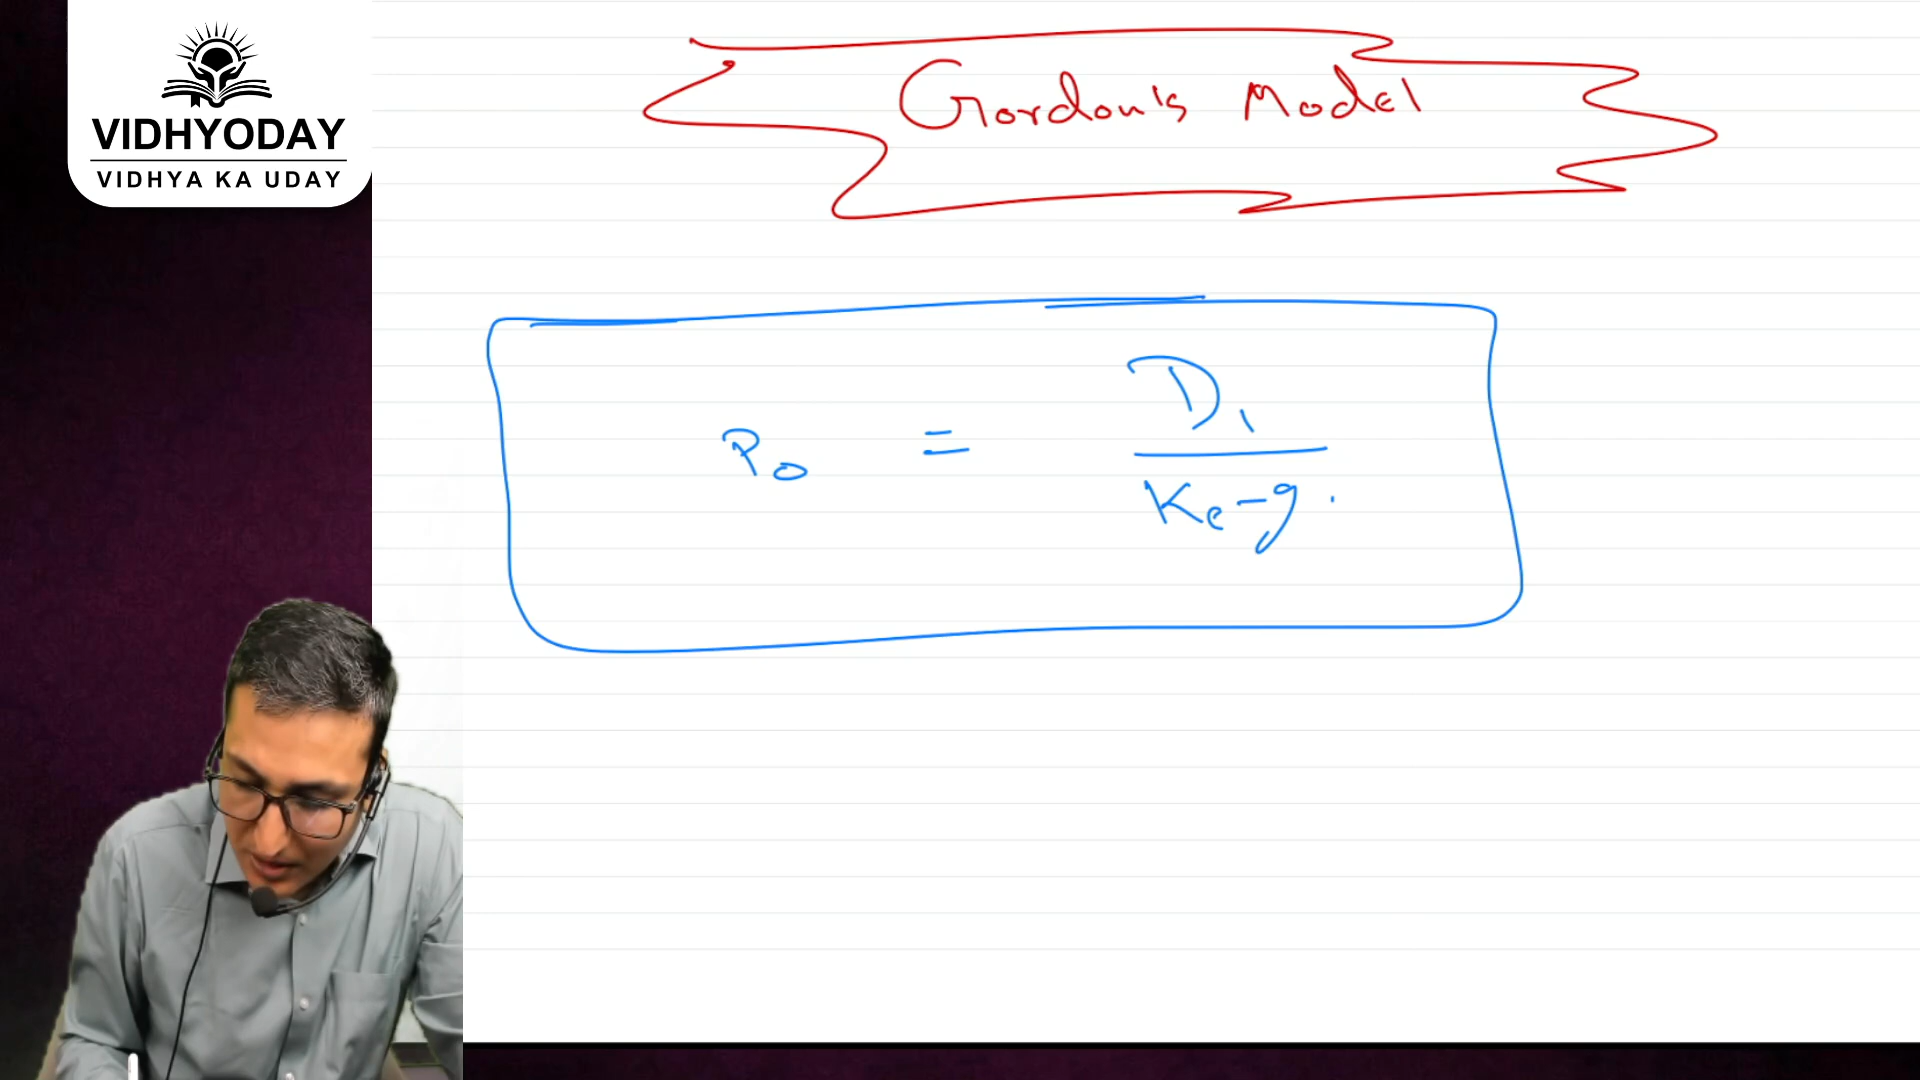 VIDHYODAY
VIDHYA KA UDAY
Gordon's Model
P₀ = D₁ / (Kₑ - g) .